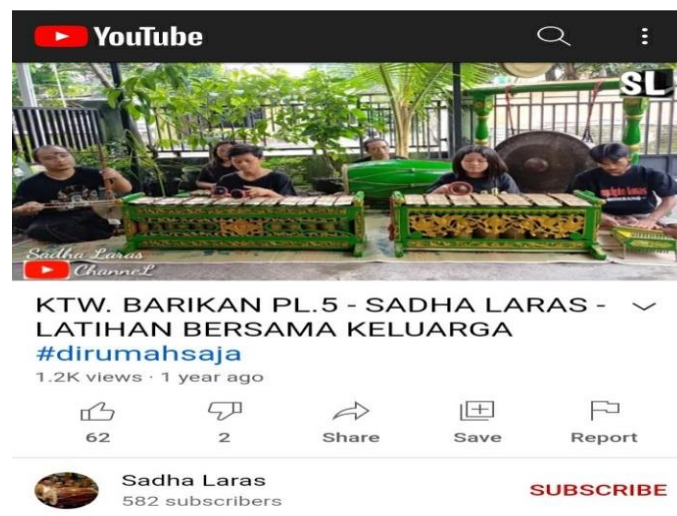 YouTube
SL
Sadha Laras
ChanneL
KTW. BARIKAN PL.5 - SADHA LARAS -
LATIHAN BERSAMA KELUARGA
#dirumahsaja
1.2K views · 1 year ago
62 2 Share Save Report
Sadha Laras
582 subscribers
SUBSCRIBE